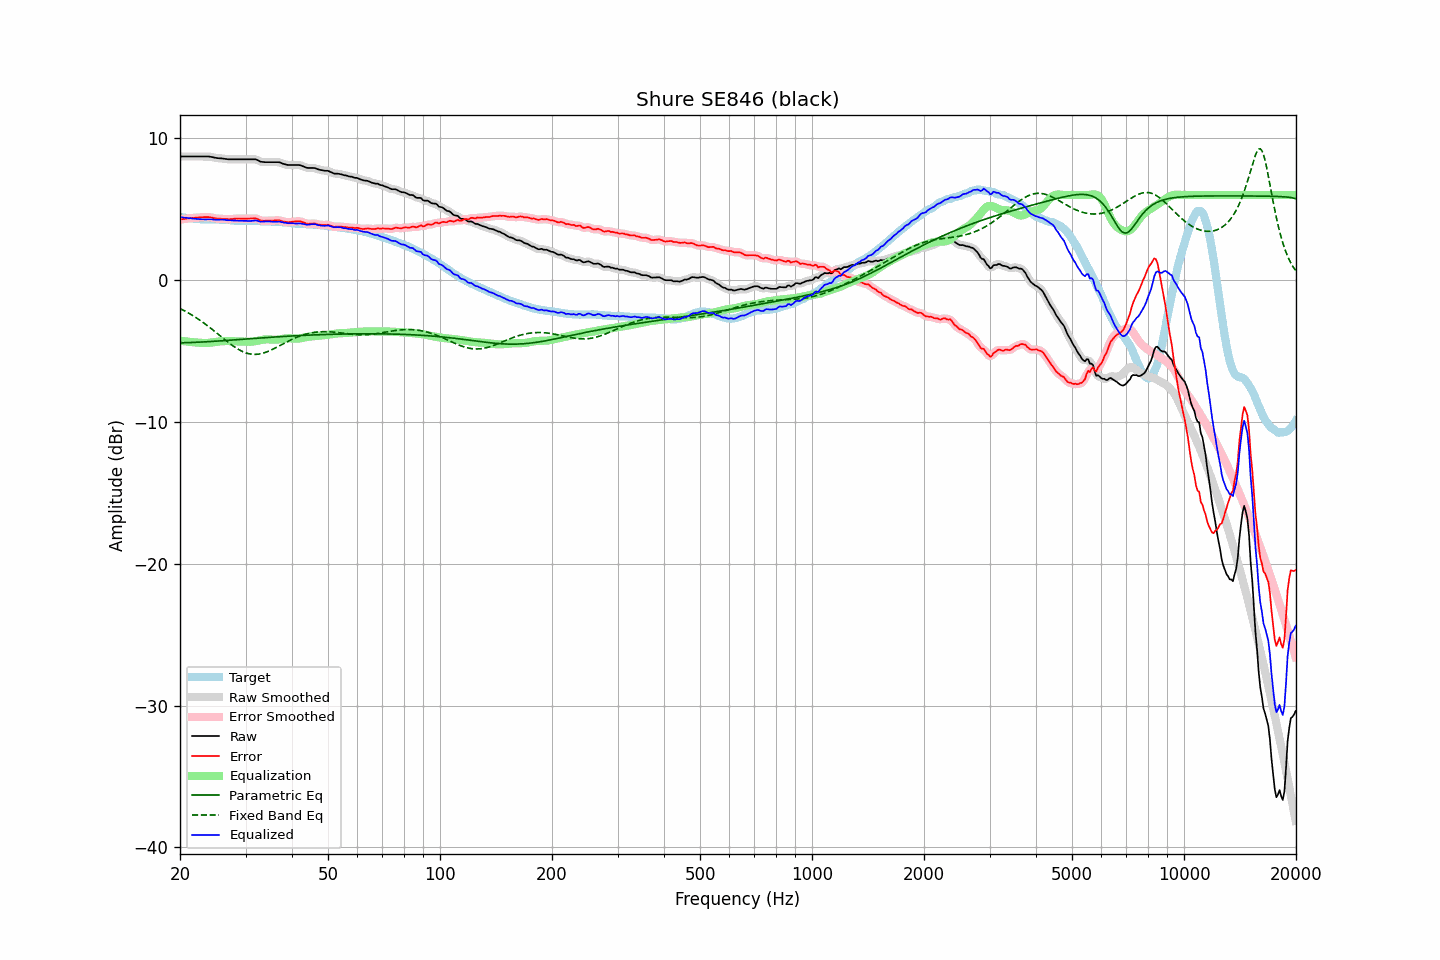 Shure SE846 (black)
Amplitude (dBr)
10
0
−10
−20
−30
−40
Target
Raw Smoothed
Error Smoothed
Raw
Error
Equalization
Parametric Eq
Fixed Band Eq
Equalized
20 50 100 200 500 1000 2000 5000 10000 20000
Frequency (Hz)